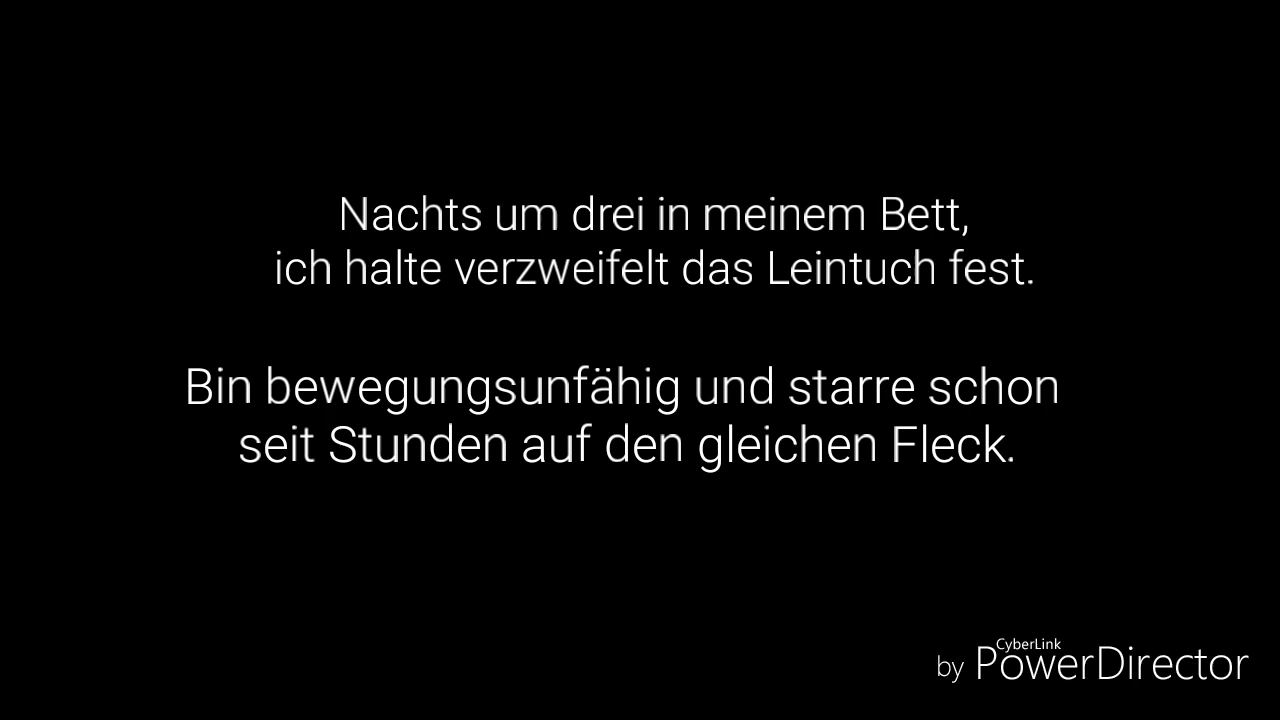 Nachts um drei in meinem Bett,
ich halte verzweifelt das Leintuch fest.
Bin bewegungsunfähig und starre schon
seit Stunden auf den gleichen Fleck.
CyberLink
by PowerDirector